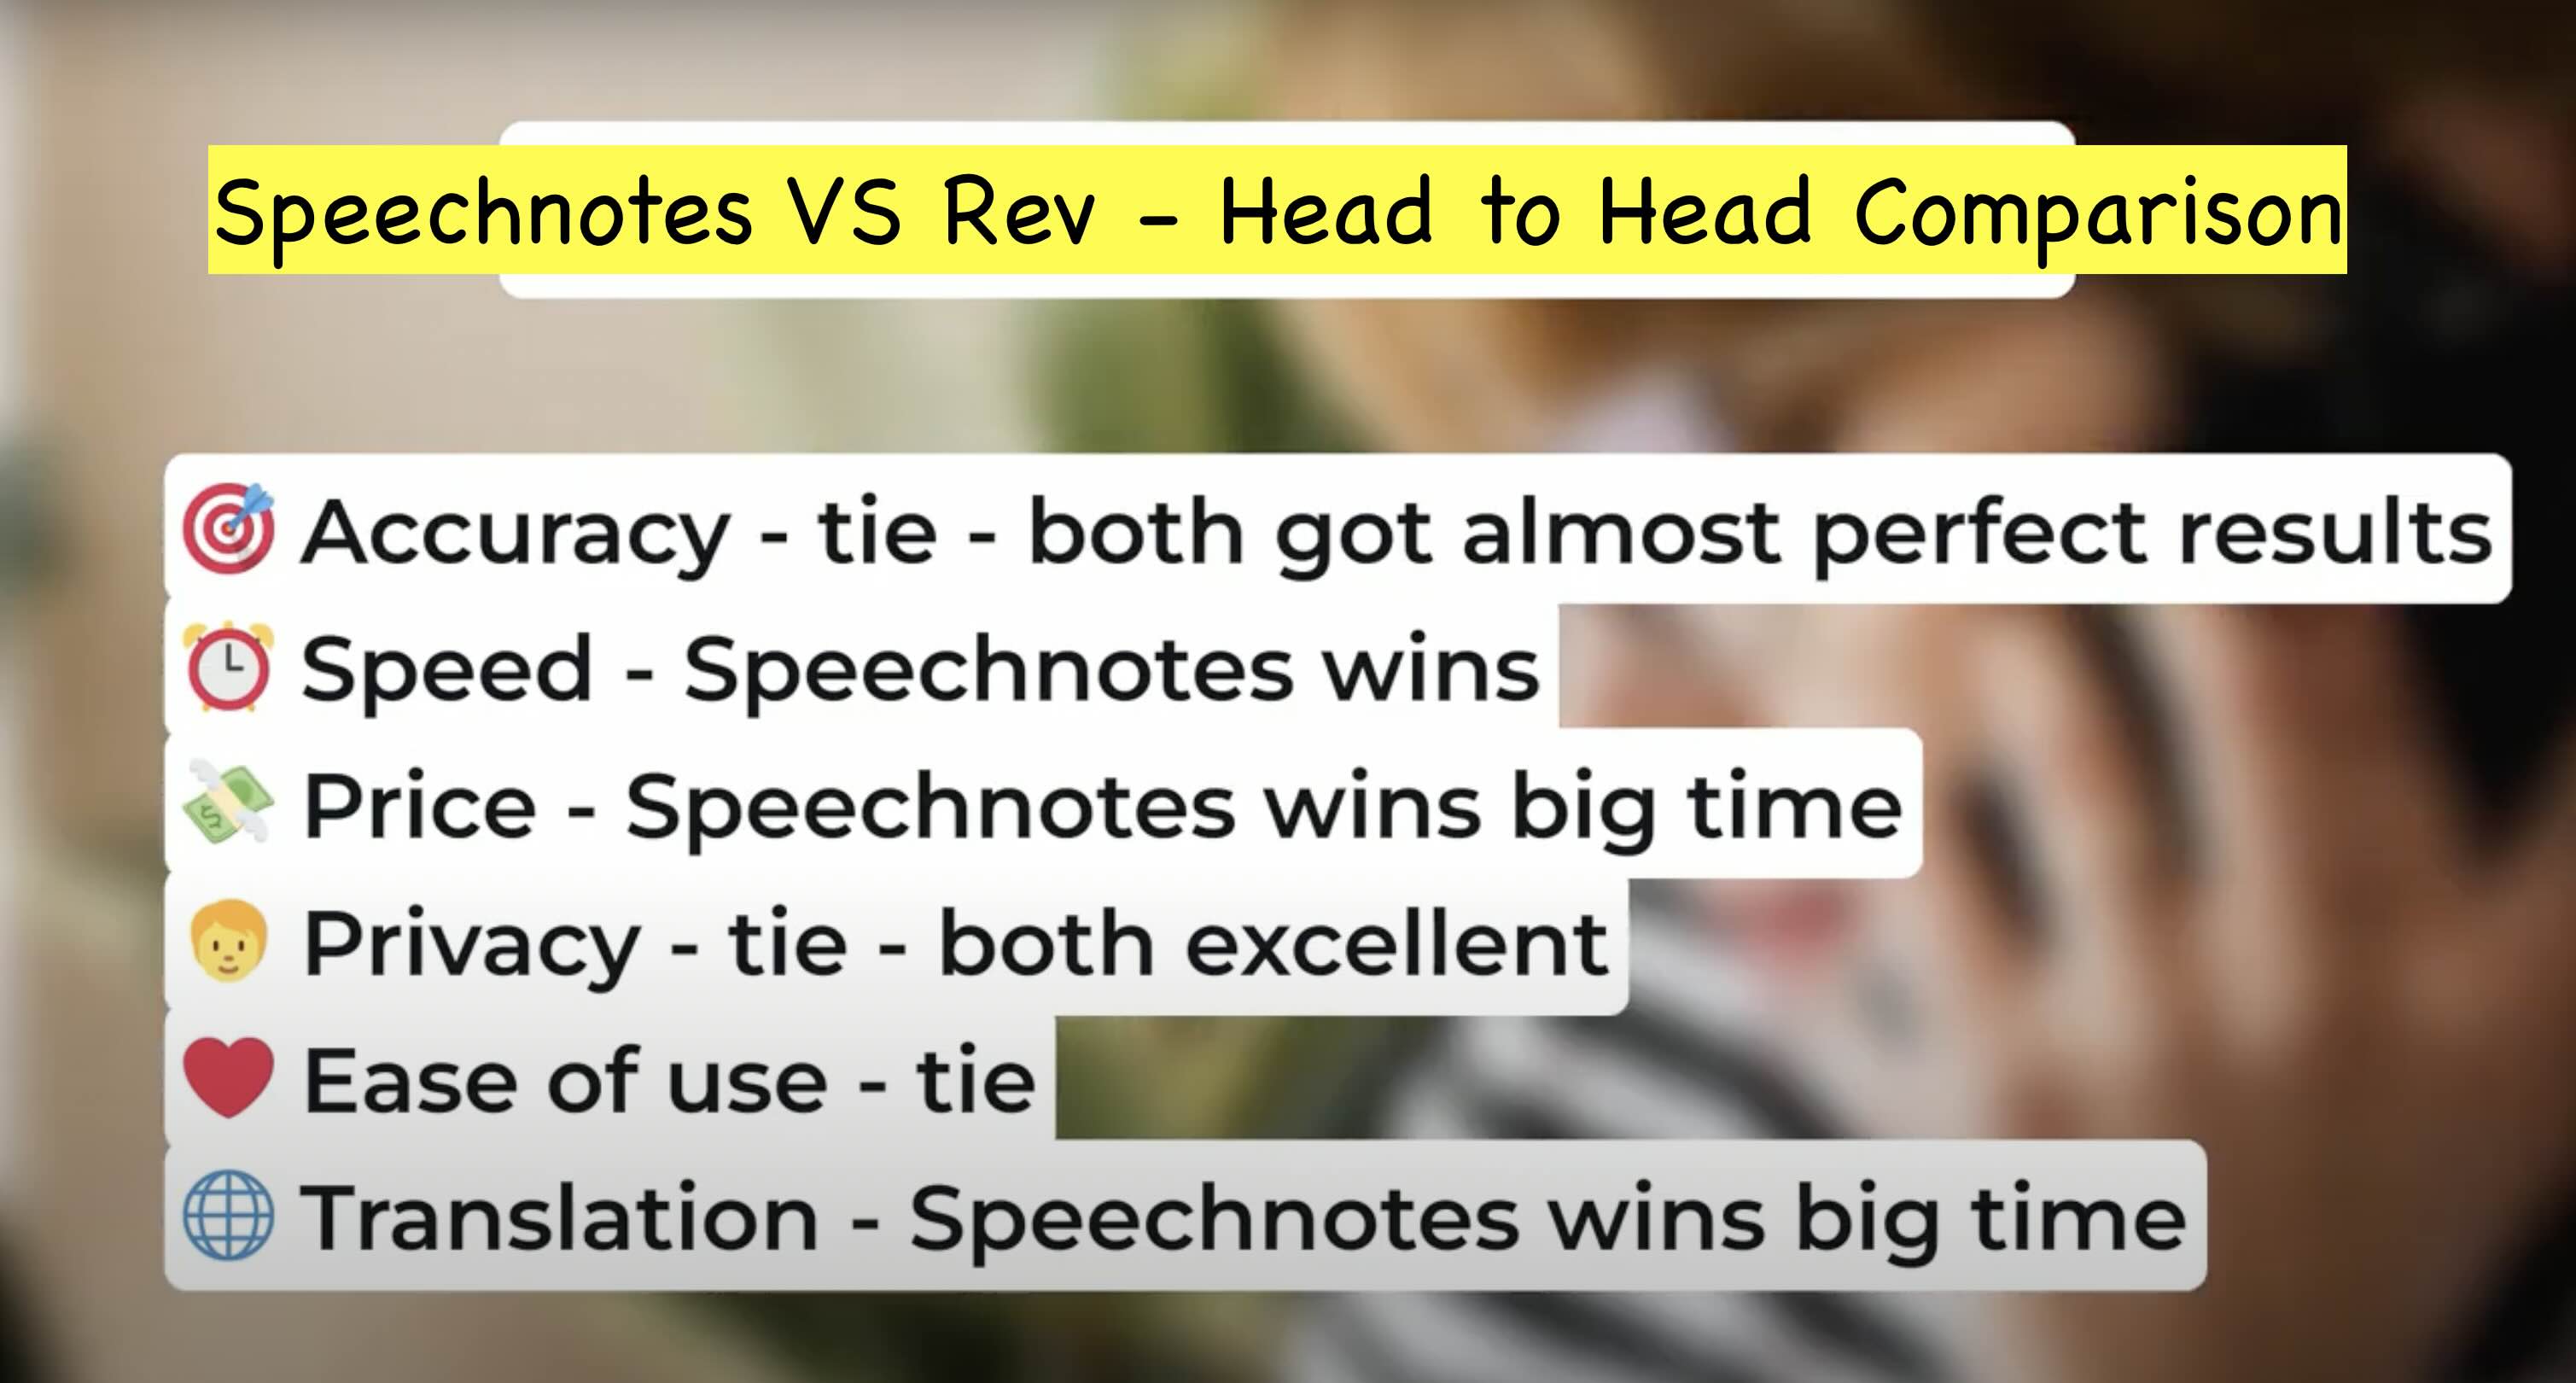 Speechnotes VS Rev - Head to Head Comparison
🎯 Accuracy - tie - both got almost perfect results
⏰ Speed - Speechnotes wins
💸 Price - Speechnotes wins big time
🧑 Privacy - tie - both excellent
❤️ Ease of use - tie
🌐 Translation - Speechnotes wins big time